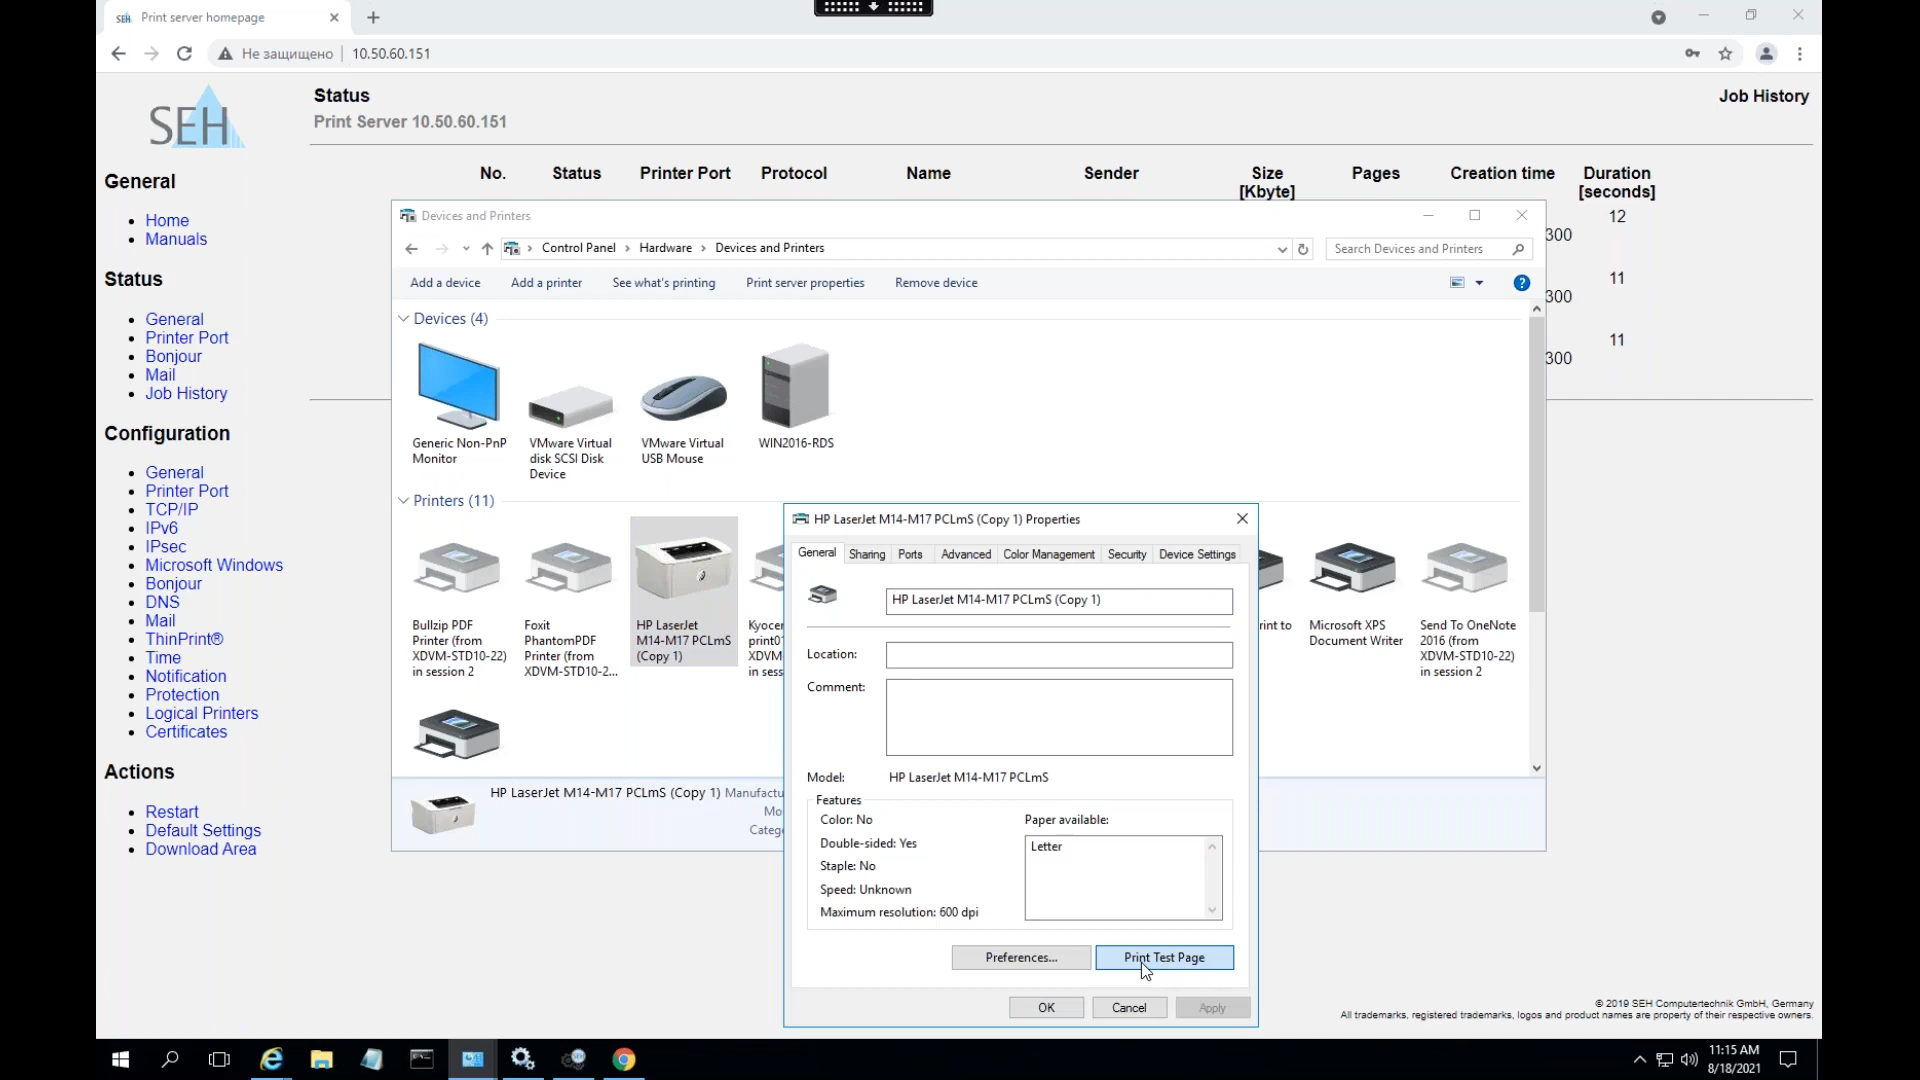 Print server homepage
Не защищено
10.50.60.151
SEH
Status
Job History
Print Server 10.50.60.151
General
Home
Manuals
Status
General
Printer Port
Bonjour
Mail
Job History
Configuration
General
Printer Port
TCP/IP
IPv6
IPsec
Microsoft Windows
Bonjour
DNS
Mail
ThinPrint®
Time
Notification
Protection
Logical Printers
Certificates
Actions
Restart
Default Settings
Download Area
No. Status Printer Port Protocol Name Sender Size Pages Creation time Duration
[Kbyte] [seconds]
12
300
11
300
11
300
Devices and Printers
Control Panel > Hardware > Devices and Printers
Search Devices and Printers
Add a device Add a printer See what's printing Print server properties Remove device
Devices (4)
Generic Non-PnP
Monitor
VMware Virtual
disk SCSI Disk
Device
VMware Virtual
USB Mouse
WIN2016-RDS
Printers (11)
Bullzip PDF
Printer (from
XDVM-STD10-22)
in session 2
Foxit
PhantomPDF
Printer (from
XDVM-STD10-2...
HP LaserJet
M14-M17 PCLmS
(Copy 1)
Kyocer
print01
XDVM
in sess
rint to
Microsoft XPS
Document Writer
Send To OneNote
2016 (from
XDVM-STD10-22)
in session 2
HP LaserJet M14-M17 PCLmS (Copy 1) Manufactu
Mo
Categ
HP LaserJet M14-M17 PCLmS (Copy 1) Properties
General Sharing Ports Advanced Color Management Security Device Settings
HP LaserJet M14-M17 PCLmS (Copy 1)
Location:
Comment:
Model: HP LaserJet M14-M17 PCLmS
Features
Color: No
Double-sided: Yes
Staple: No
Speed: Unknown
Maximum resolution: 600 dpi
Paper available:
Letter
Preferences... Print Test Page
OK Cancel Apply
© 2019 SEH Computertechnik GmbH, Germany
All trademarks, registered trademarks, logos and product names are property of their respective owners.
11:15 AM
8/18/2021